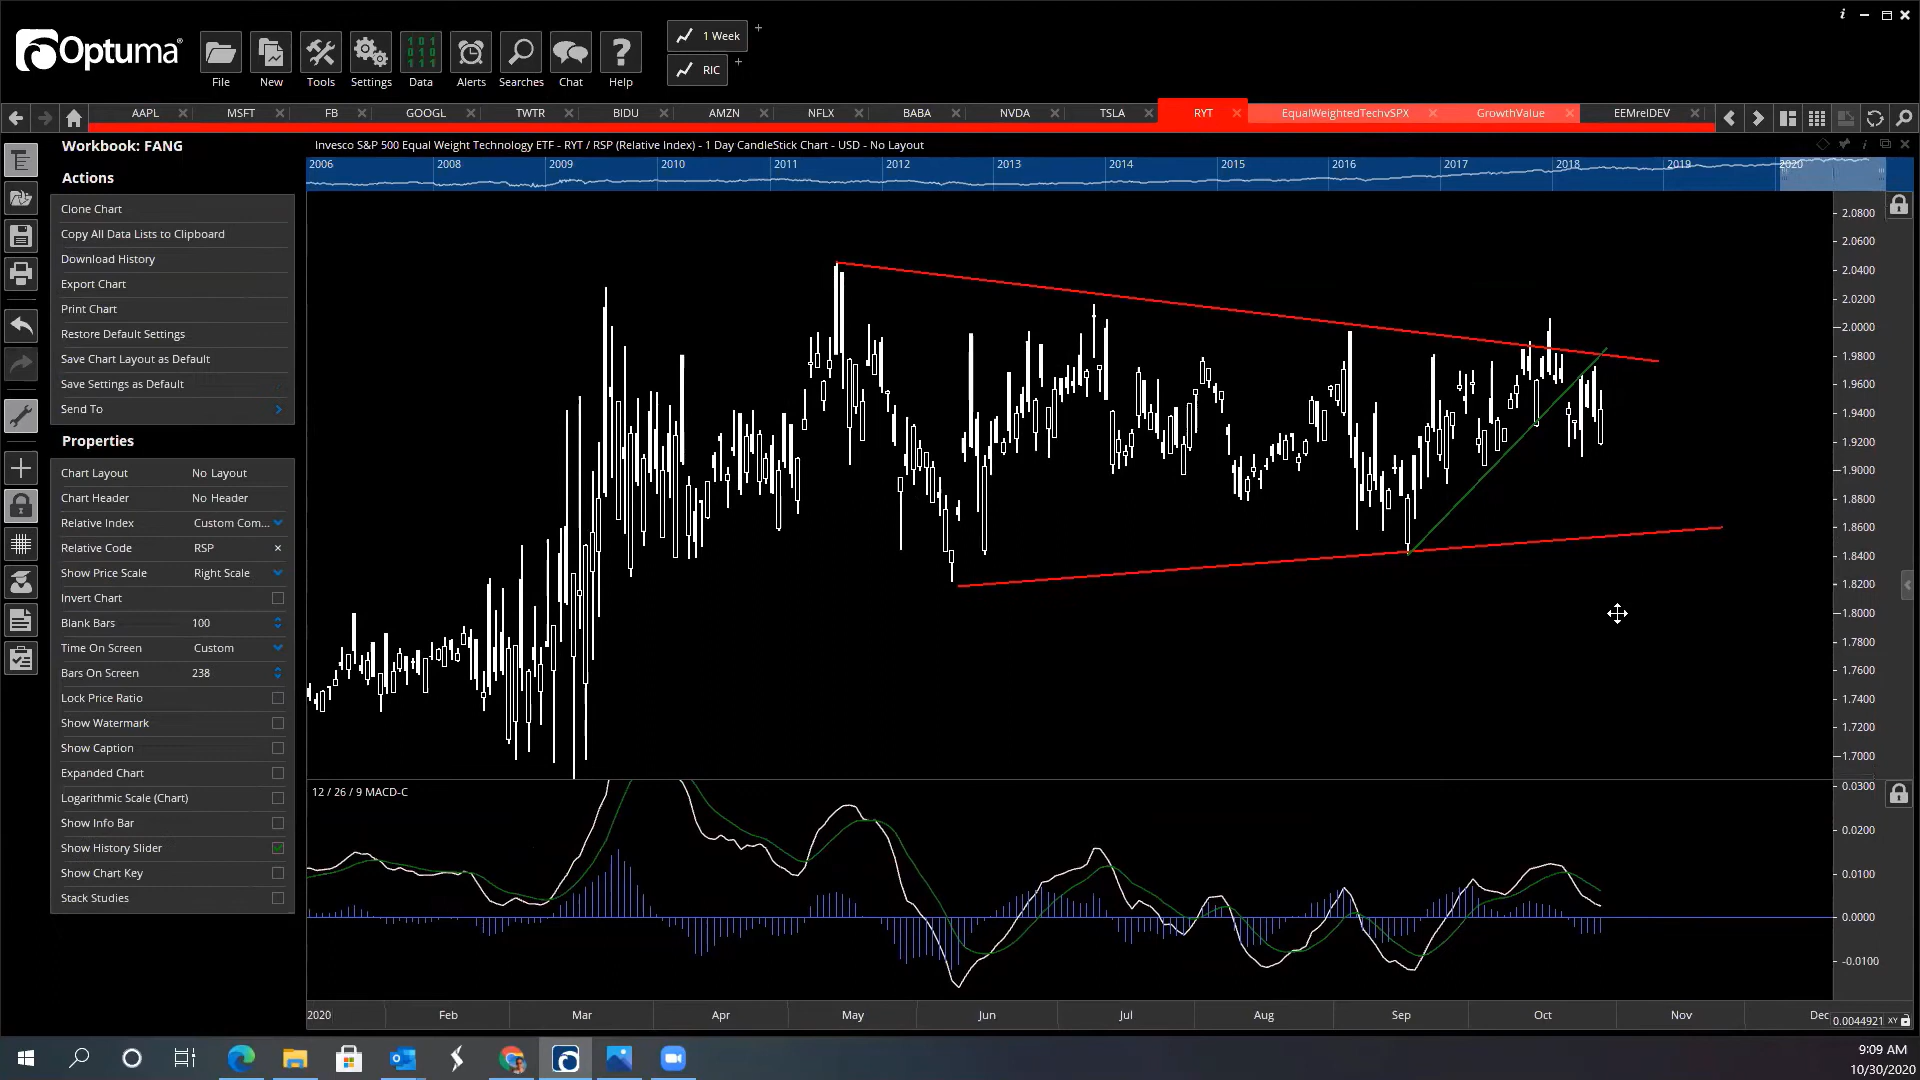 Optuma®
File
New
Tools
Settings
Data
Alerts
Searches
Chat
Help
1 Week
RIC
AAPL
MSFT
FB
GOOGL
TWTR
BIDU
AMZN
NFLX
BABA
NVDA
TSLA
RYT
EqualWeightedTechvSPX
GrowthValue
EEMrelDEV
Workbook: FANG
Actions
Clone Chart
Copy All Data Lists to Clipboard
Download History
Export Chart
Print Chart
Restore Default Settings
Save Chart Layout as Default
Save Settings as Default
Send To
Properties
Chart Layout No Layout
Chart Header No Header
Relative Index Custom Com...
Relative Code RSP
Show Price Scale Right Scale
Invert Chart
Blank Bars 100
Time On Screen Custom
Bars On Screen 238
Lock Price Ratio
Show Watermark
Show Caption
Expanded Chart
Logarithmic Scale (Chart)
Show Info Bar
Show History Slider
Show Chart Key
Stack Studies
Invesco S&P 500 Equal Weight Technology ETF - RYT / RSP (Relative Index) - 1 Day CandleStick Chart - USD - No Layout
2006 2008 2009 2010 2011 2012 2013 2014 2015 2016 2017 2018 2019 2020
2.0800
2.0600
2.0400
2.0200
2.0000
1.9800
1.9600
1.9400
1.9200
1.9000
1.8800
1.8600
1.8400
1.8200
1.8000
1.7800
1.7600
1.7400
1.7200
1.7000
12 / 26 / 9 MACD-C
0.0300
0.0200
0.0100
0.0000
-0.0100
2020 Feb Mar Apr May Jun Jul Aug Sep Oct Nov Dec
0.0044921 XY
9:09 AM
10/30/2020